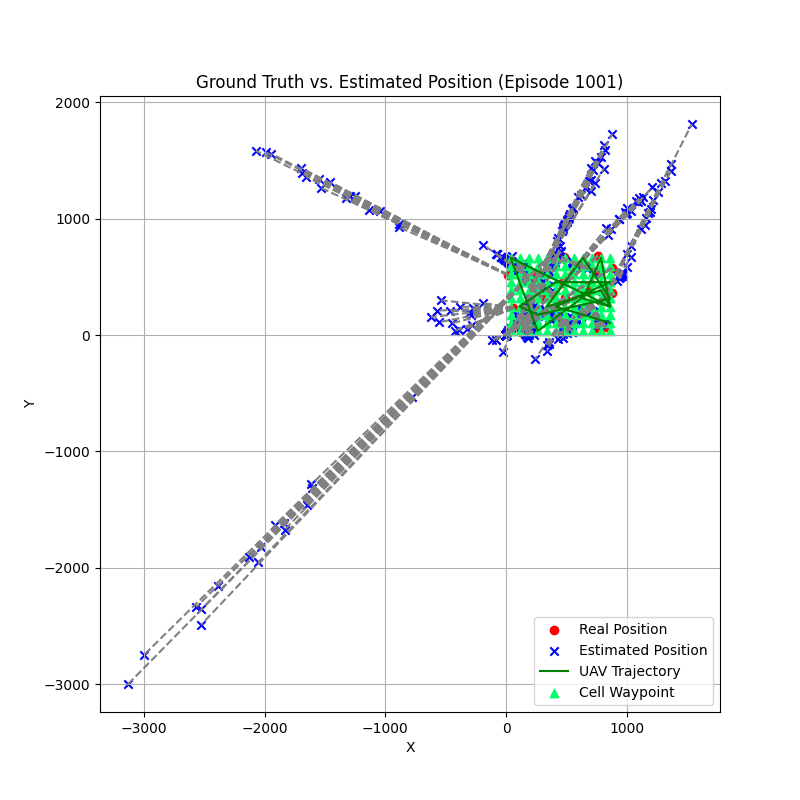 Ground Truth vs. Estimated Position (Episode 1001)
2000
1000
0
−1000
−2000
−3000
Y
−3000 −2000 −1000 0 1000
X
Real Position
Estimated Position
UAV Trajectory
Cell Waypoint